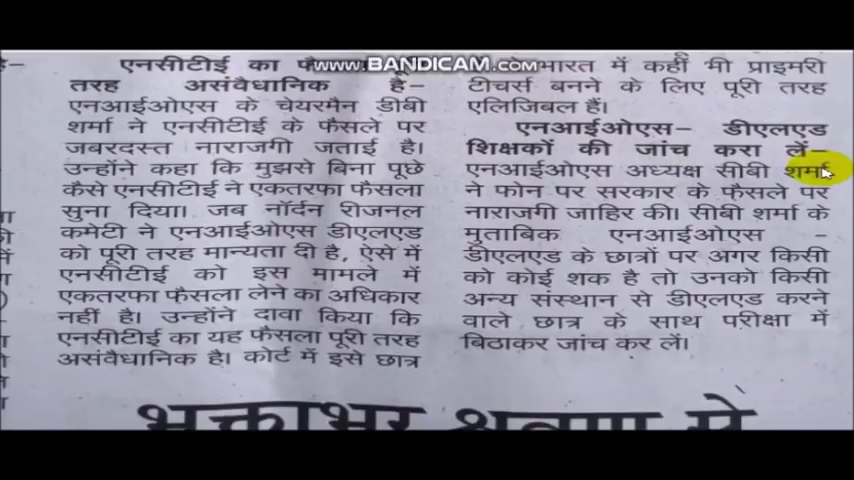 www.BANDICAM.com
एनसीटीई का
तरह असंवैधानिक है-
एनआईओएस के चेयरमैन डीबी
शर्मा ने एनसीटीई के फैसले पर
जबरदस्त नाराजगी जताई है।
उन्होंने कहा कि मुझसे बिना पूछे
कैसे एनसीटीई ने एकतरफा फैसला
सुना दिया। जब नॉर्दन रीजनल
कमेटी ने एनआईओएस डीएलएड
को पूरी तरह मान्यता दी है, ऐसे में
एनसीटीई को इस मामले में
एकतरफा फैसला लेने का अधिकार
नहीं है। उन्होंने दावा किया कि
एनसीटीई का यह फैसला पूरी तरह
असंवैधानिक है। कोर्ट में इसे छात्र
भारत में कहीं भी प्राइमरी
टीचर्स बनने के लिए पूरी तरह
एलिजिबल हैं।
एनआईओएस- डीएलएड
शिक्षकों की जांच करा लें-
एनआईओएस अध्यक्ष सीबी शर्मा
ने फोन पर सरकार के फैसले पर
नाराजगी जाहिर की। सीबी शर्मा के
मुताबिक एनआईओएस -
डीएलएड के छात्रों पर अगर किसी
को कोई शक है तो उनको किसी
अन्य संस्थान से डीएलएड करने
वाले छात्र के साथ परीक्षा में
बिठाकर जांच कर लें।